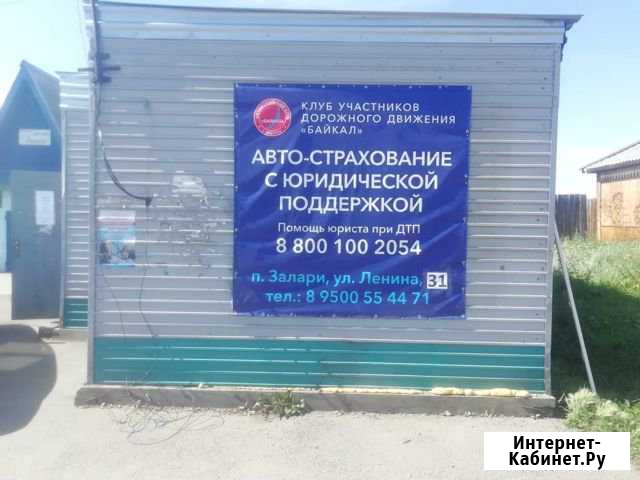 КЛУБ УЧАСТНИКОВ
ДОРОЖНОГО ДВИЖЕНИЯ
«БАЙКАЛ»
АВТО-СТРАХОВАНИЕ
С ЮРИДИЧЕСКОЙ
ПОДДЕРЖКОЙ
Помощь юриста при ДТП
8 800 100 2054
п. Залари, ул. Ленина, 31
тел.: 8 9500 55 44 71
Интернет-
Кабинет.Ру